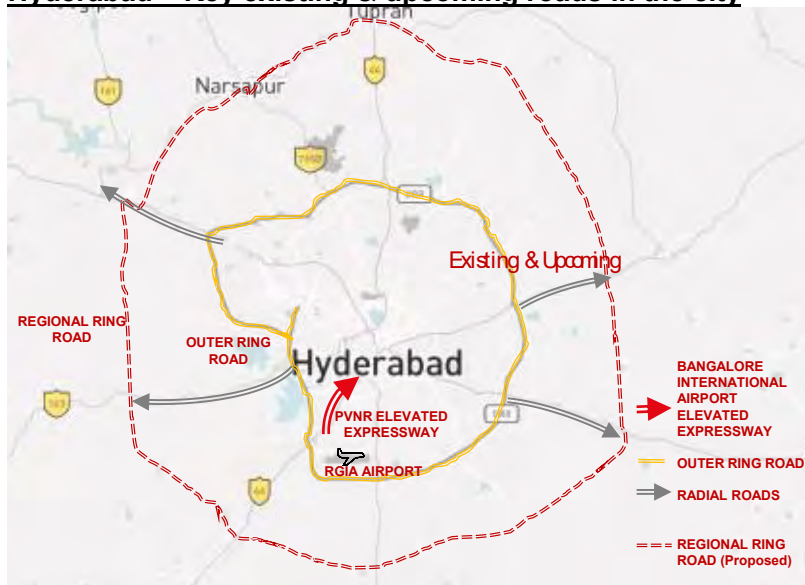 Hyderabad – Key existing & upcoming roads in the city
Tupran
44
161
Narsapur
765D
Existing & Upcoming
REGIONAL RING
ROAD
OUTER RING
ROAD
Hyderabad
PVNR ELEVATED
EXPRESSWAY
163
RGIA AIRPORT
44
BANGALORE
INTERNATIONAL
AIRPORT
ELEVATED
EXPRESSWAY
OUTER RING ROAD
RADIAL ROADS
REGIONAL RING
ROAD (Proposed)